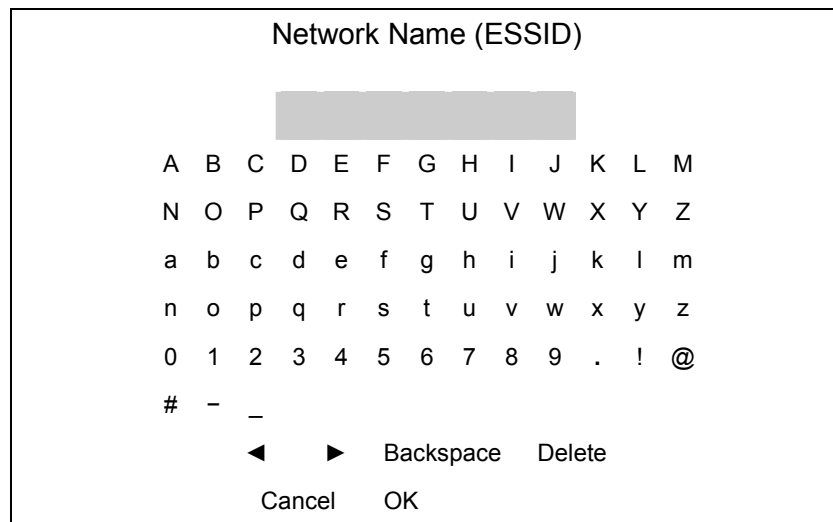 Network Name (ESSID)
A B C D E F G H I J K L M
N O P Q R S T U V W X Y Z
a b c d e f g h i j k l m
n o p q r s t u v w x y z
0 1 2 3 4 5 6 7 8 9 . ! @
# − _
◄ ► Backspace Delete
Cancel OK